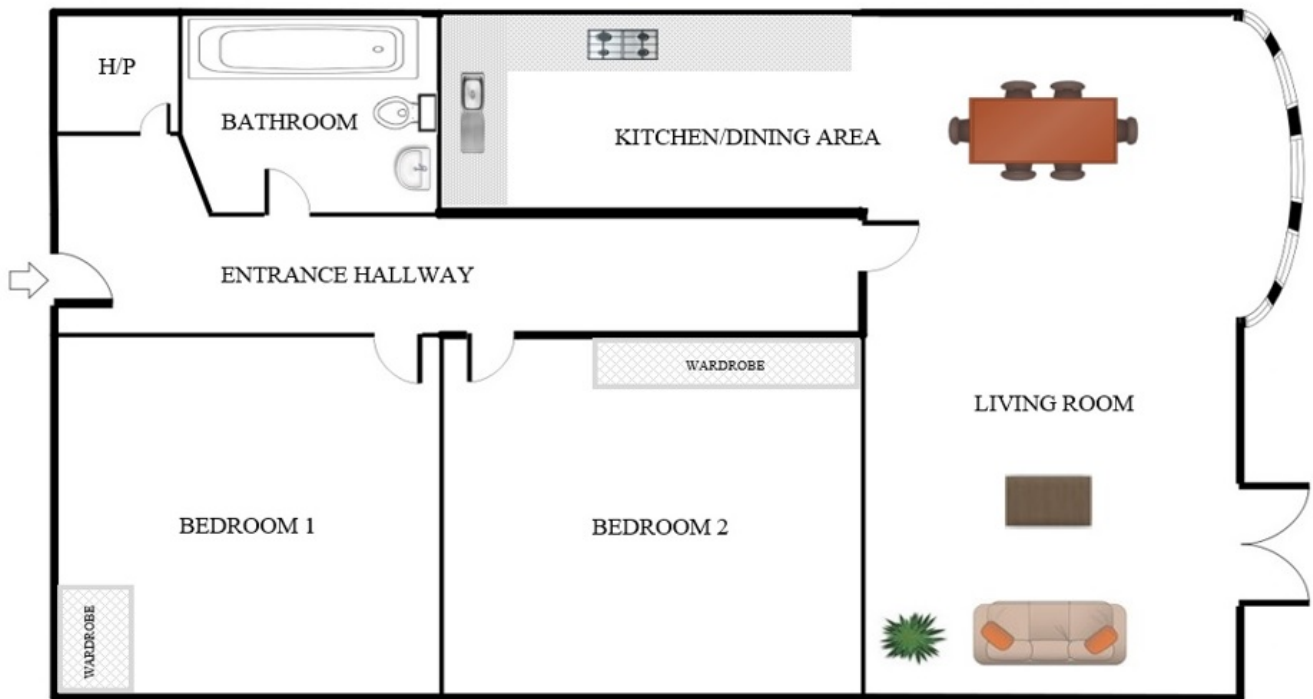 H/P
BATHROOM
KITCHEN/DINING AREA
ENTRANCE HALLWAY
WARDROBE
LIVING ROOM
BEDROOM 1
BEDROOM 2
WARDROBE